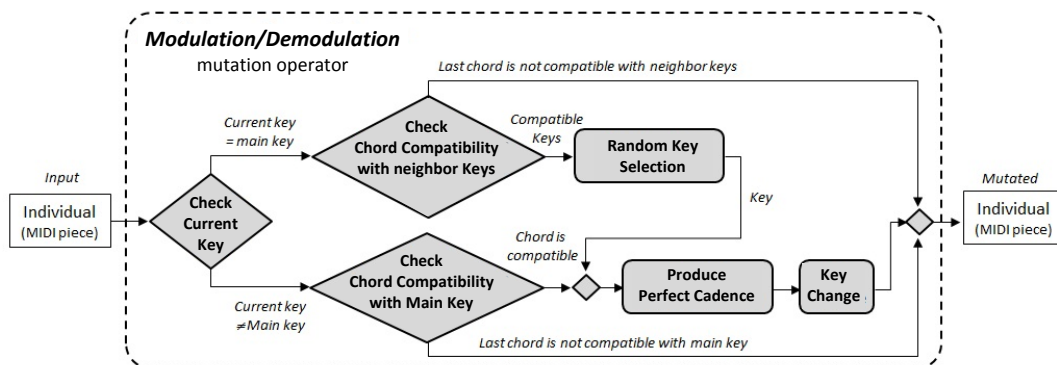 Modulation/Demodulation
mutation operator
Last chord is not compatible with neighbor keys
Current key
= main key
Check
Chord Compatibility
with neighbor Keys
Compatible
Keys
Random Key
Selection
Input
Individual
(MIDI piece)
Check
Current
Key
Key
Mutated
Individual
(MIDI piece)
Chord is
compatible
Check
Chord Compatibility
with Main Key
Produce
Perfect Cadence
Key
Change
Current key
≠Main key
Last chord is not compatible with main key